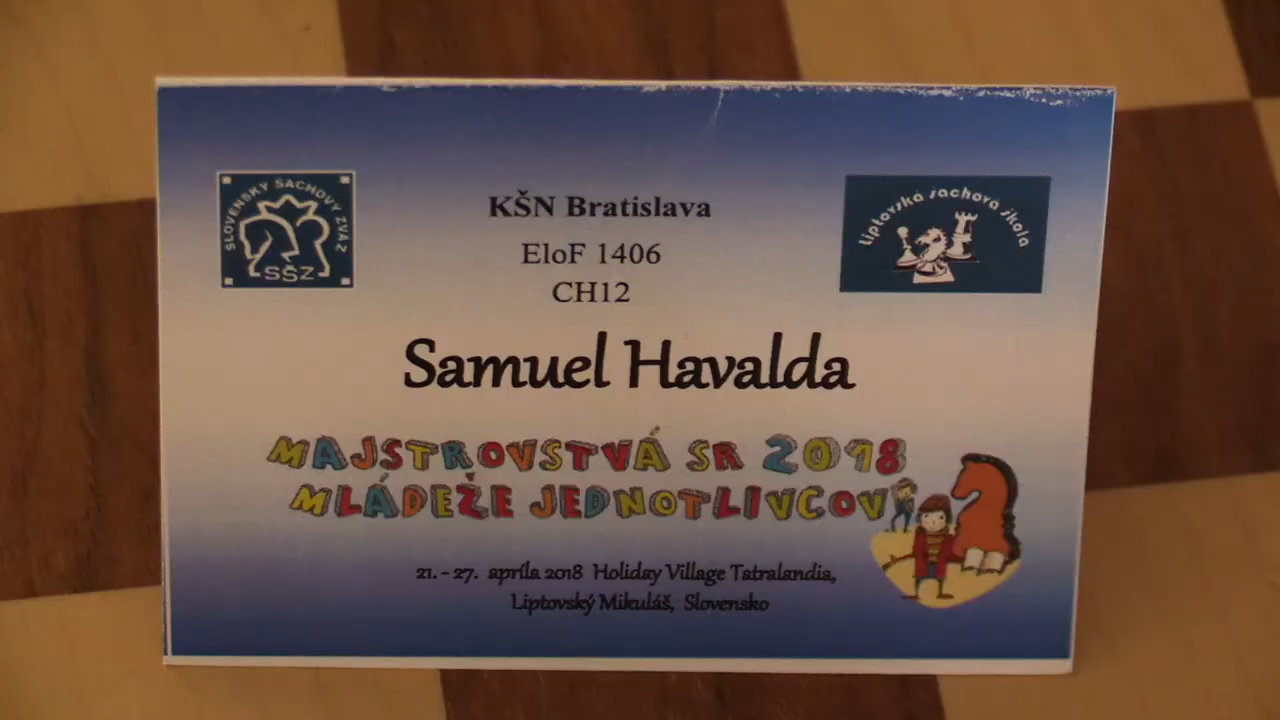 SLOVENSKÝ ŠACHOVÝ ZVÄZ
SŠZ
KŠN Bratislava
EloF 1406
CH12
Liptovská šachová škola
Samuel Havalda
MAJSTROVSTVÁ SR 2018
MLÁDEŽE JEDNOTLIVCOV
21. - 27. apríla 2018 Holiday Village Tatralandia,
Liptovský Mikuláš, Slovensko